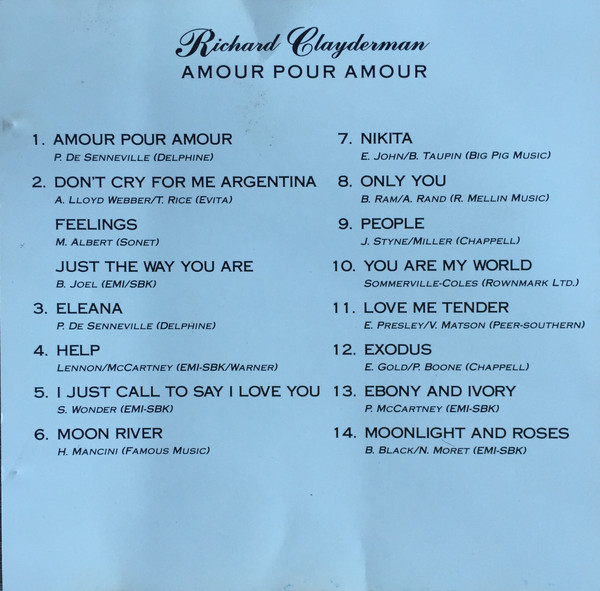 Richard Clayderman
AMOUR POUR AMOUR
1. AMOUR POUR AMOUR
P. DE SENNEVILLE (DELPHINE)
2. DON'T CRY FOR ME ARGENTINA
A. LLOYD WEBBER/T. RICE (EVITA)
FEELINGS
M. ALBERT (SONET)
JUST THE WAY YOU ARE
B. JOEL (EMI/SBK)
3. ELEANA
P. DE SENNEVILLE (DELPHINE)
4. HELP
LENNON/MCCARTNEY (EMI-SBK/WARNER)
5. I JUST CALL TO SAY I LOVE YOU
S. WONDER (EMI-SBK)
6. MOON RIVER
H. MANCINI (FAMOUS MUSIC)
7. NIKITA
E. JOHN/B. TAUPIN (BIG PIG MUSIC)
8. ONLY YOU
B. RAM/A. RAND (R. MELLIN MUSIC)
9. PEOPLE
J. STYNE/MILLER (CHAPPELL)
10. YOU ARE MY WORLD
SOMMERVILLE-COLES (ROWNMARK LTD.)
11. LOVE ME TENDER
E. PRESLEY/V. MATSON (PEER-SOUTHERN)
12. EXODUS
E. GOLD/P. BOONE (CHAPPELL)
13. EBONY AND IVORY
P. MCCARTNEY (EMI-SBK)
14. MOONLIGHT AND ROSES
B. BLACK/N. MORET (EMI-SBK)